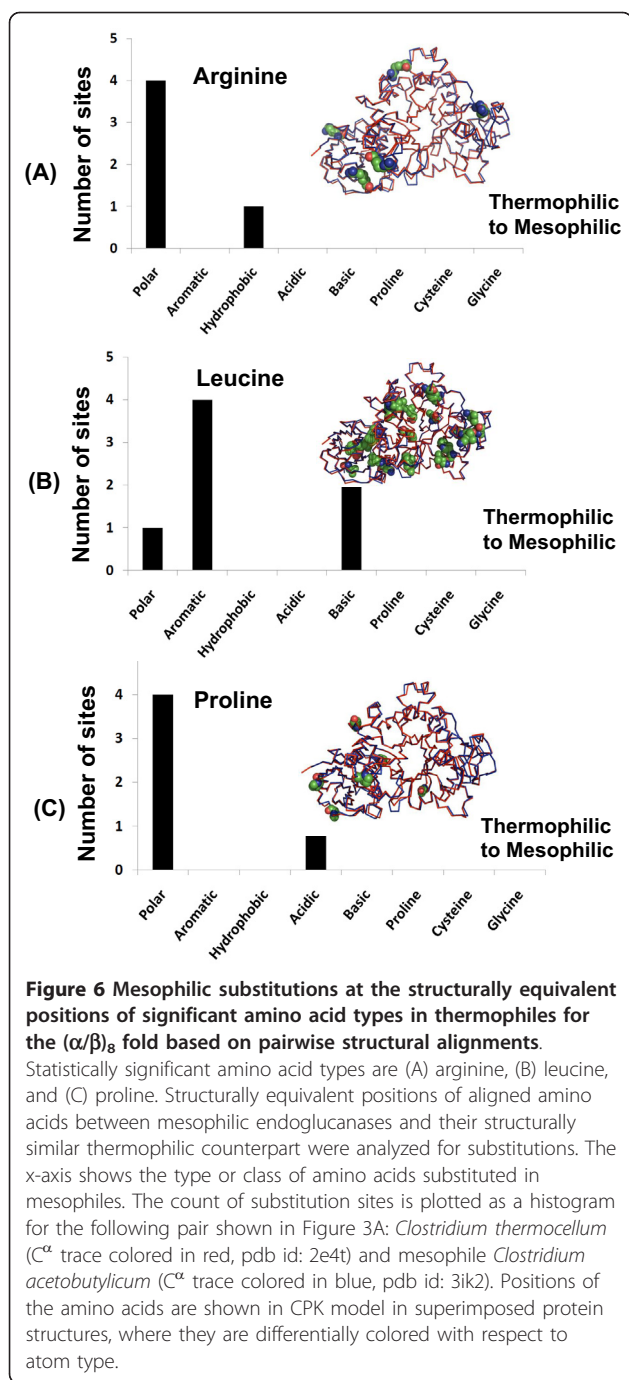 (A)
Number of sites
5
4
3
2
1
0
Arginine
Thermophilic
to Mesophilic
Polar
Aromatic
Hydrophobic
Acidic
Basic
Proline
Cysteine
Glycine
(B)
Number of sites
5
4
3
2
1
0
Leucine
Thermophilic
to Mesophilic
Polar
Aromatic
Hydrophobic
Acidic
Basic
Proline
Cysteine
Glycine
(C)
Number of sites
4
3
2
1
0
Proline
Thermophilic
to Mesophilic
Polar
Aromatic
Hydrophobic
Acidic
Basic
Proline
Cysteine
Glycine
Figure 6 Mesophilic substitutions at the structurally equivalent
positions of significant amino acid types in thermophiles for
the (α/β)₈ fold based on pairwise structural alignments.
Statistically significant amino acid types are (A) arginine, (B) leucine,
and (C) proline. Structurally equivalent positions of aligned amino
acids between mesophilic endoglucanases and their structurally
similar thermophilic counterpart were analyzed for substitutions. The
x-axis shows the type or class of amino acids substituted in
mesophiles. The count of substitution sites is plotted as a histogram
for the following pair shown in Figure 3A: Clostridium thermocellum
(Cᵅ trace colored in red, pdb id: 2e4t) and mesophile Clostridium
acetobutylicum (Cᵅ trace colored in blue, pdb id: 3ik2). Positions of
the amino acids are shown in CPK model in superimposed protein
structures, where they are differentially colored with respect to
atom type.